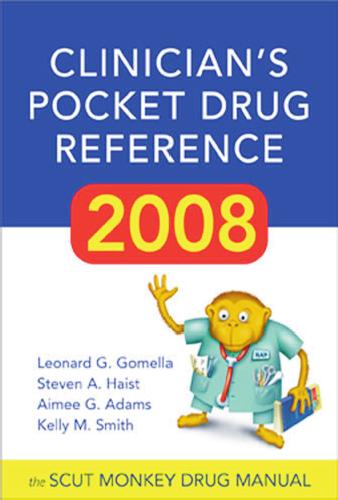 CLINICIAN'S
POCKET DRUG
REFERENCE
2008
Leonard G. Gomella
Steven A. Haist
Aimee G. Adams
Kelly M. Smith
the SCUT MONKEY DRUG MANUAL